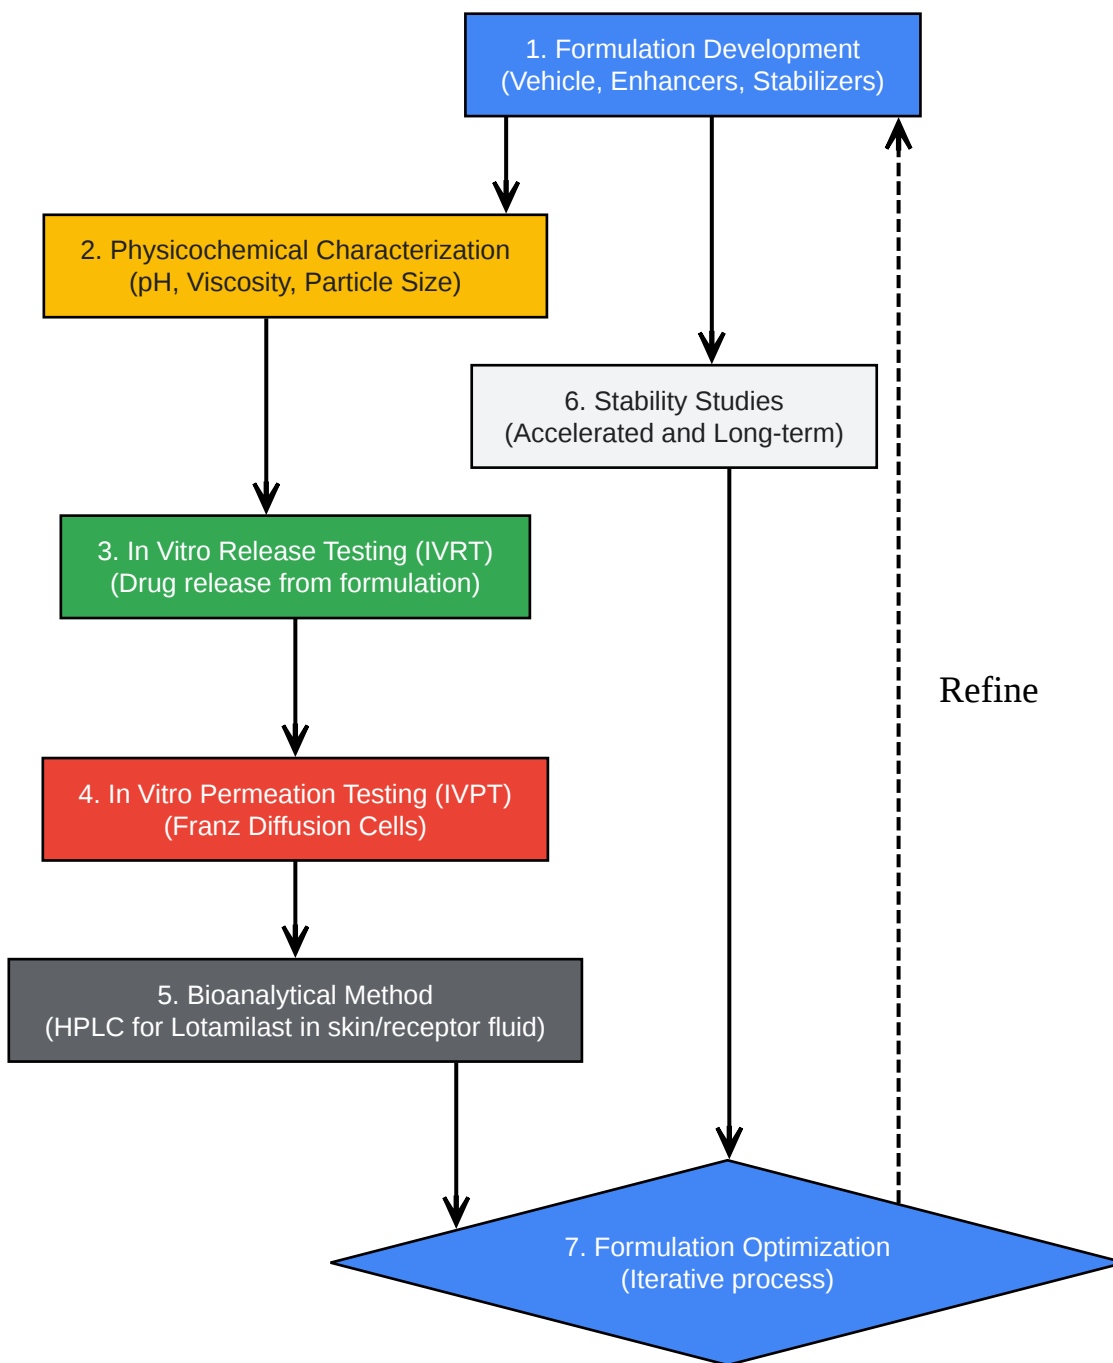 1. Formulation Development
(Vehicle, Enhancers, Stabilizers)
2. Physicochemical Characterization
(pH, Viscosity, Particle Size)
6. Stability Studies
(Accelerated and Long-term)
3. In Vitro Release Testing (IVRT)
(Drug release from formulation)
Refine
4. In Vitro Permeation Testing (IVPT)
(Franz Diffusion Cells)
5. Bioanalytical Method
(HPLC for Lotamilast in skin/receptor fluid)
7. Formulation Optimization
(Iterative process)